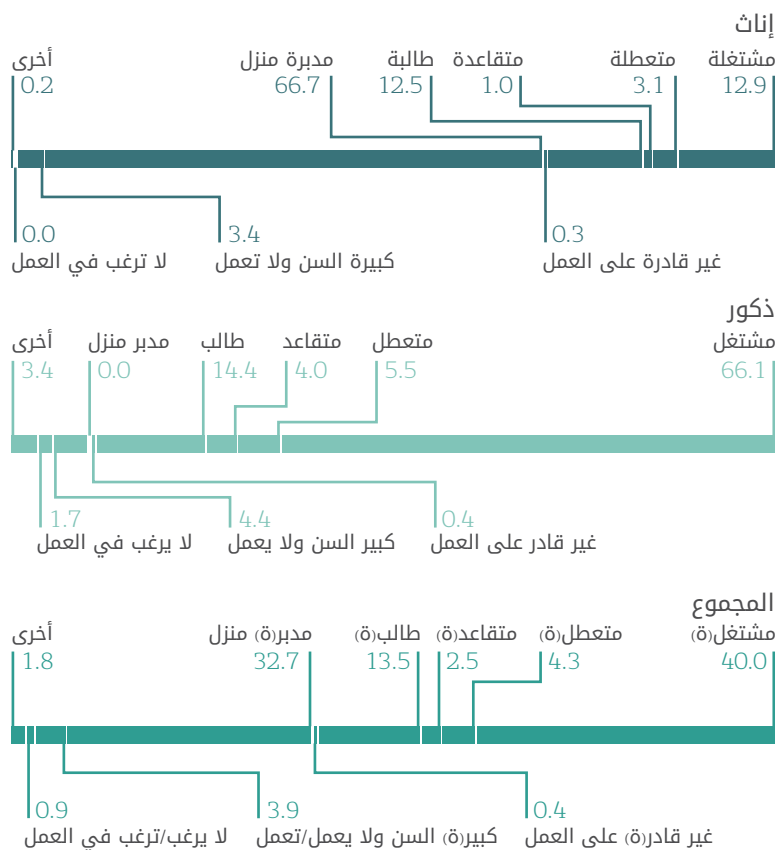 إناث
مشتغلة متعطلة متقاعدة طالبة مدبرة منزل أخرى
12.9 3.1 1.0 12.5 66.7 0.2
0.3 3.4 0.0
غير قادرة على العمل كبيرة السن ولا تعمل لا ترغب في العمل
ذكور
مشتغل متعطل متقاعد طالب مدبر منزل أخرى
66.1 5.5 4.0 14.4 0.0 3.4
0.4 4.4 1.7
غير قادر على العمل كبير السن ولا يعمل لا يرغب في العمل
المجموع
مشتغل(ة) متعطل(ة) متقاعد(ة) طالب(ة) مدبر(ة) منزل أخرى
40.0 4.3 2.5 13.5 32.7 1.8
0.4 3.9 0.9
غير قادر(ة) على العمل كبير(ة) السن ولا يعمل/تعمل لا يرغب/ترغب في العمل